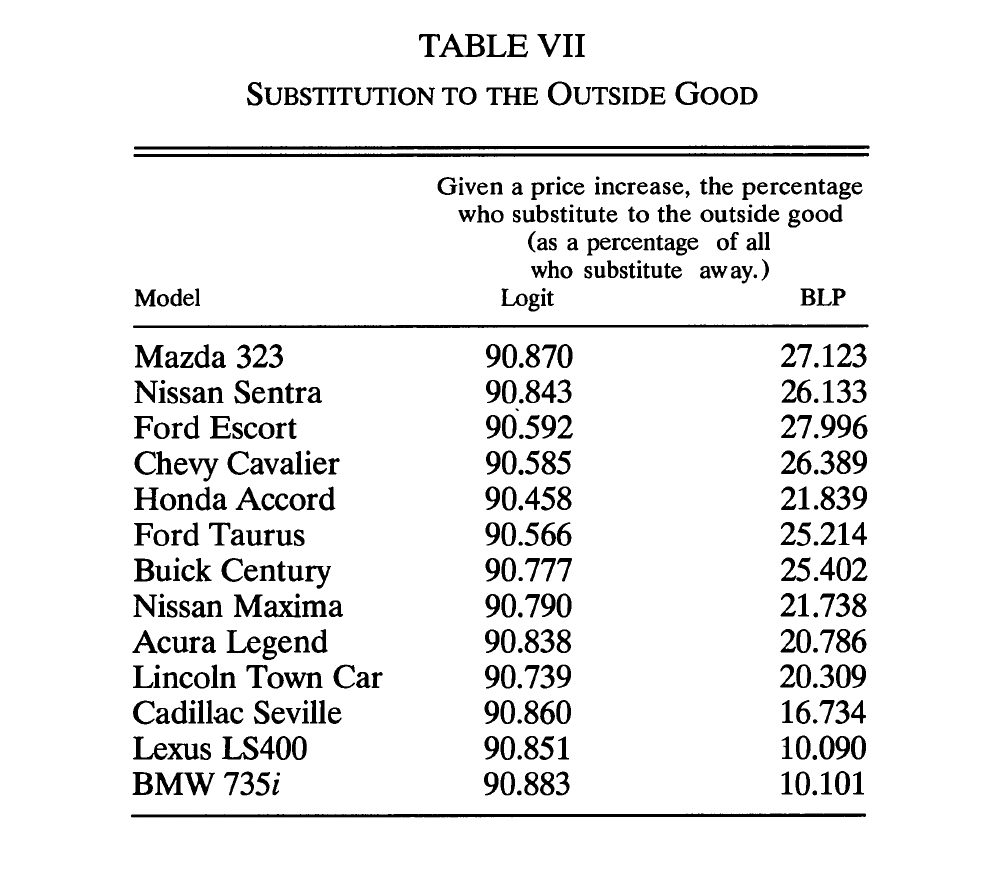 TABLE VII
SUBSTITUTION TO THE OUTSIDE GOOD
Given a price increase, the percentage
who substitute to the outside good
(as a percentage of all
who substitute away.)
Model Logit BLP
Mazda 323 90.870 27.123
Nissan Sentra 90.843 26.133
Ford Escort 90.592 27.996
Chevy Cavalier 90.585 26.389
Honda Accord 90.458 21.839
Ford Taurus 90.566 25.214
Buick Century 90.777 25.402
Nissan Maxima 90.790 21.738
Acura Legend 90.838 20.786
Lincoln Town Car 90.739 20.309
Cadillac Seville 90.860 16.734
Lexus LS400 90.851 10.090
BMW 735i 90.883 10.101